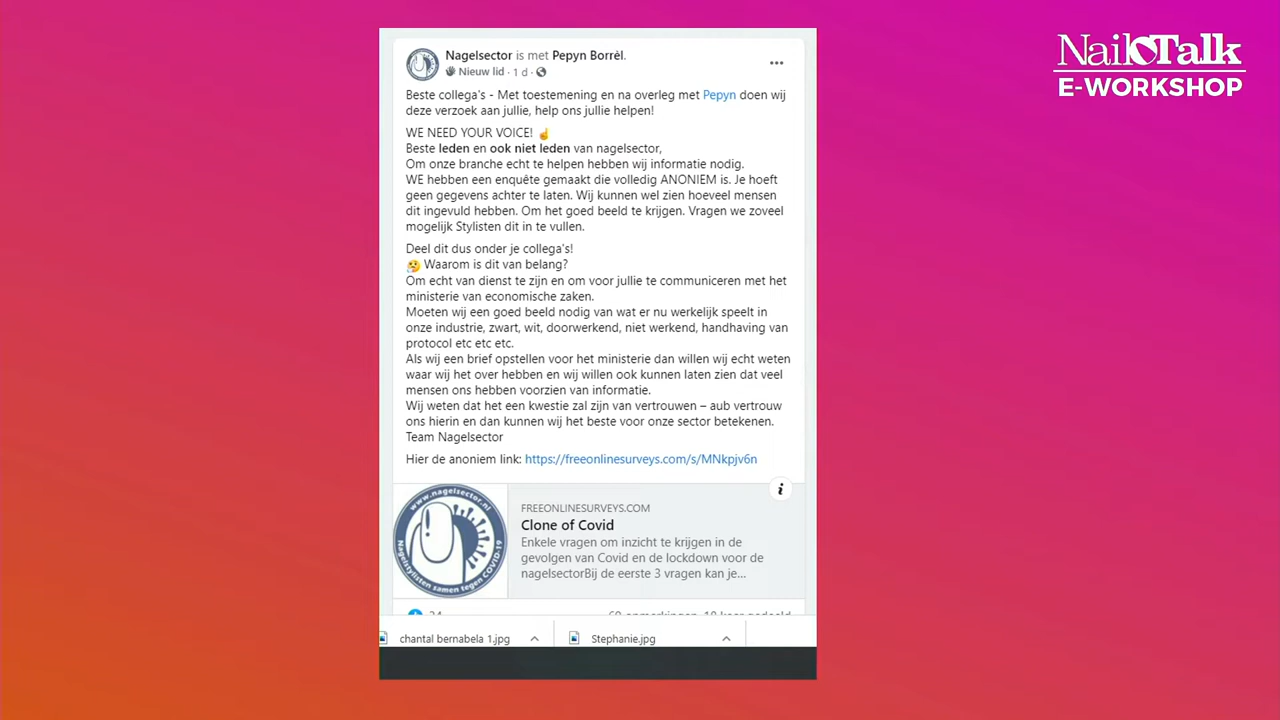 Nagelsector is met Pepyn Borrèl.
Nieuw lid · 1 d ·
Beste collega's - Met toestemening en na overleg met Pepyn doen wij
deze verzoek aan jullie, help ons jullie helpen!
WE NEED YOUR VOICE! ☝
Beste leden en ook niet leden van nagelsector,
Om onze branche echt te helpen hebben wij informatie nodig.
WE hebben een enquête gemaakt die volledig ANONIEM is. Je hoeft
geen gegevens achter te laten. Wij kunnen wel zien hoeveel mensen
dit ingevuld hebben. Om het goed beeld te krijgen. Vragen we zoveel
mogelijk Stylisten dit in te vullen.
Deel dit dus onder je collega's!
🤔 Waarom is dit van belang?
Om echt van dienst te zijn en om voor jullie te communiceren met het
ministerie van economische zaken.
Moeten wij een goed beeld nodig van wat er nu werkelijk speelt in
onze industrie, zwart, wit, doorwerkend, niet werkend, handhaving van
protocol etc etc etc.
Als wij een brief opstellen voor het ministerie dan willen wij echt weten
waar wij het over hebben en wij willen ook kunnen laten zien dat veel
mensen ons hebben voorzien van informatie.
Wij weten dat het een kwestie zal zijn van vertrouwen – aub vertrouw
ons hierin en dan kunnen wij het beste voor onze sector betekenen.
Team Nagelsector
Hier de anoniem link: https://freeonlinesurveys.com/s/MNkpjv6n
www.nagelsector.nl
Nagelstylisten samen tegen COVID-19
FREEONLINESURVEYS.COM
Clone of Covid
Enkele vragen om inzicht te krijgen in de
gevolgen van Covid en de lockdown voor de
nagelsectorBij de eerste 3 vragen kan je...
chantal bernabela 1.jpg
Stephanie.jpg
Nail Talk
E-WORKSHOP